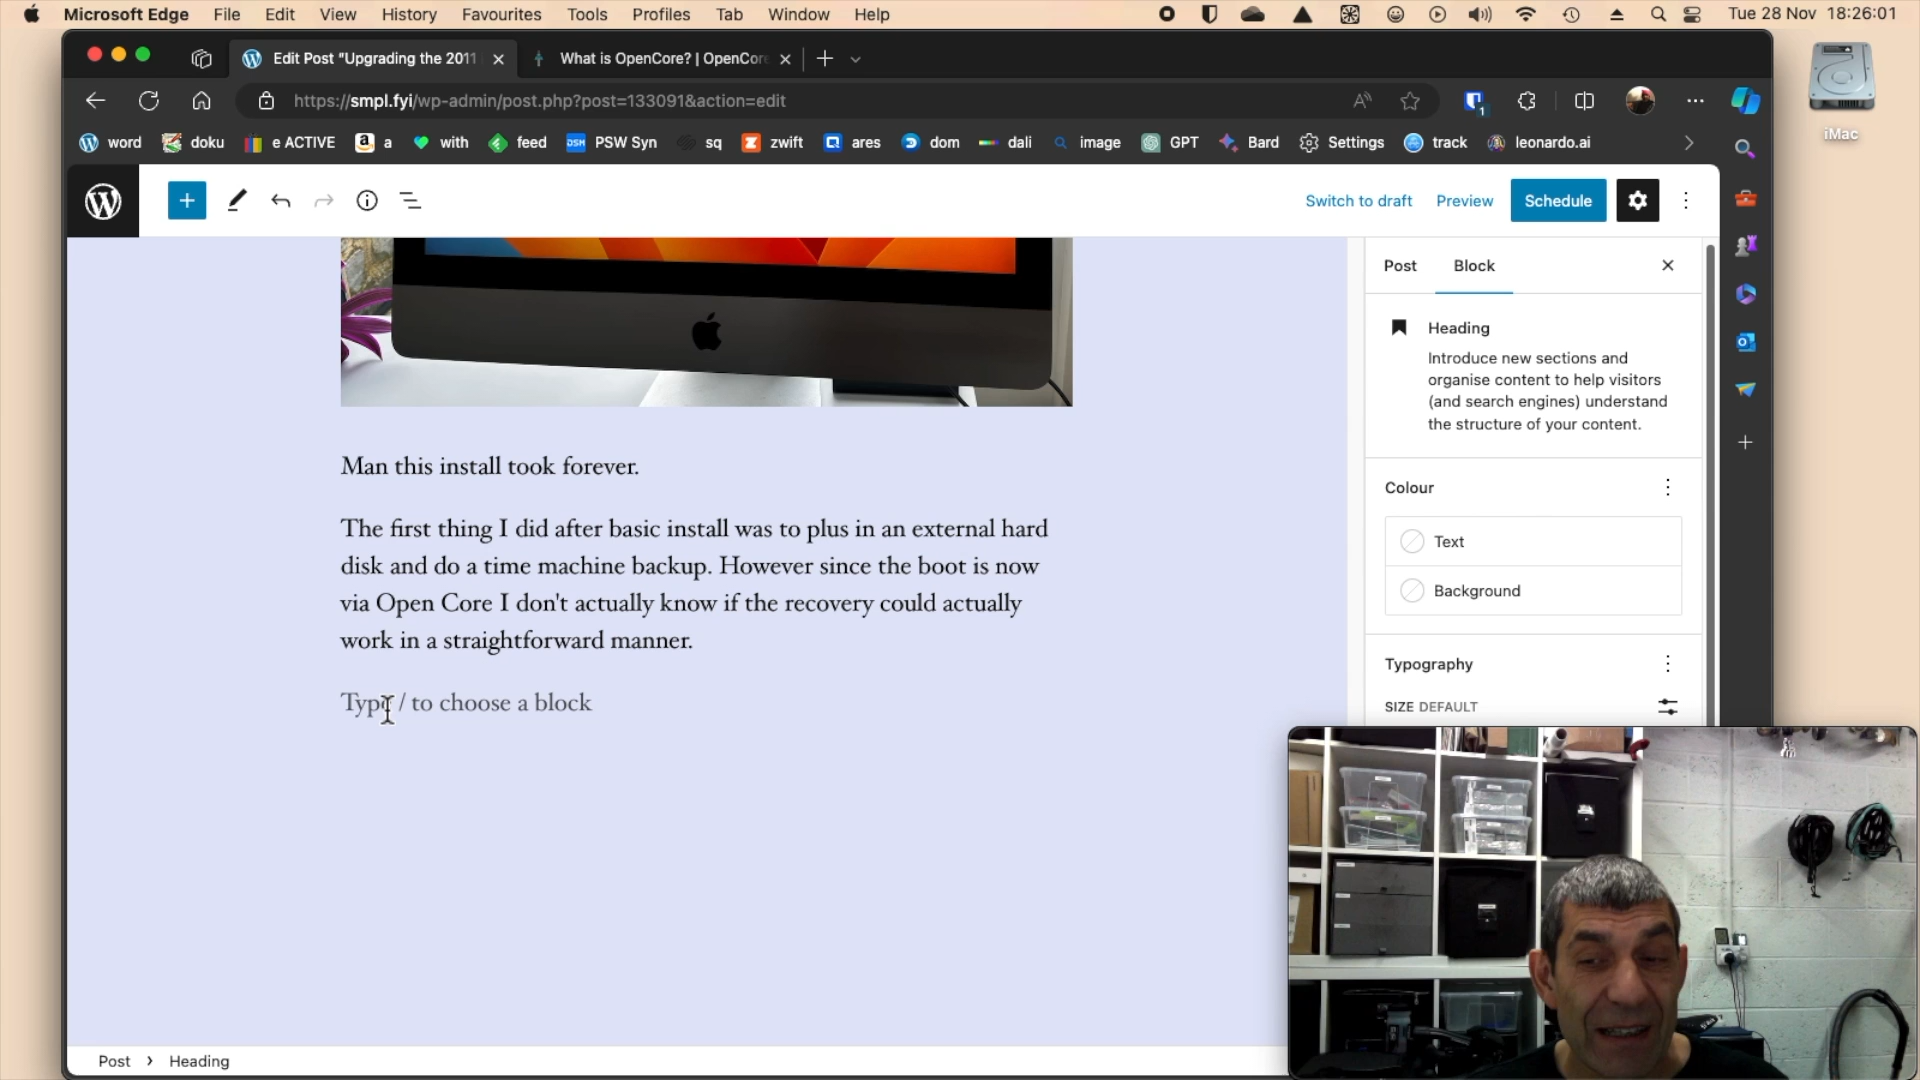 Microsoft Edge File Edit View History Favourites Tools Profiles Tab Window Help Tue 28 Nov 18:26:01
Edit Post "Upgrading the 2011
What is OpenCore? | OpenCore
https://smpl.fyi/wp-admin/post.php?post=133091&action=edit
word doku e ACTIVE a with feed PSW Syn sq zwift ares dom dali image GPT Bard Settings track leonardo.ai
iMac
Switch to draft Preview Schedule
Post Block
Heading
Introduce new sections and
organise content to help visitors
(and search engines) understand
the structure of your content.
Colour
Text
Background
Typography
SIZE DEFAULT
Man this install took forever.
The first thing I did after basic install was to plus in an external hard
disk and do a time machine backup. However since the boot is now
via Open Core I don't actually know if the recovery could actually
work in a straightforward manner.
Type / to choose a block
Post › Heading